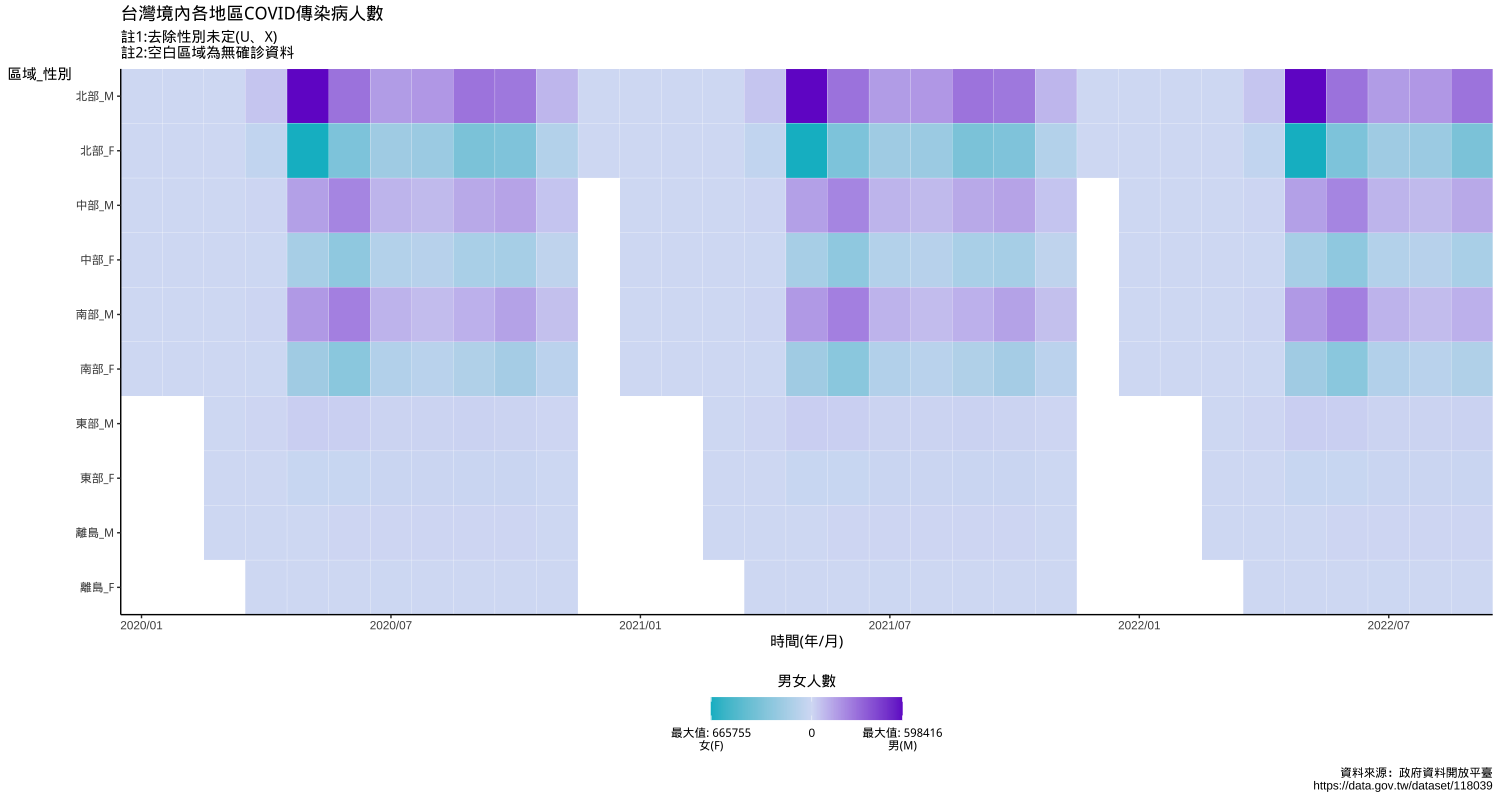 台灣境內各地區COVID傳染病人數
註1:去除性別未定(U、X)
註2:空白區域為無確診資料
區域_性別
北部_M
北部_F
中部_M
中部_F
南部_M
南部_F
東部_M
東部_F
離島_M
離島_F
2020/01
2020/07
2021/01
2021/07
2022/01
2022/07
時間(年/月)
男女人數
最大值: 665755
女(F)
0
最大值: 598416
男(M)
資料來源: 政府資料開放平臺
https://data.gov.tw/dataset/118039